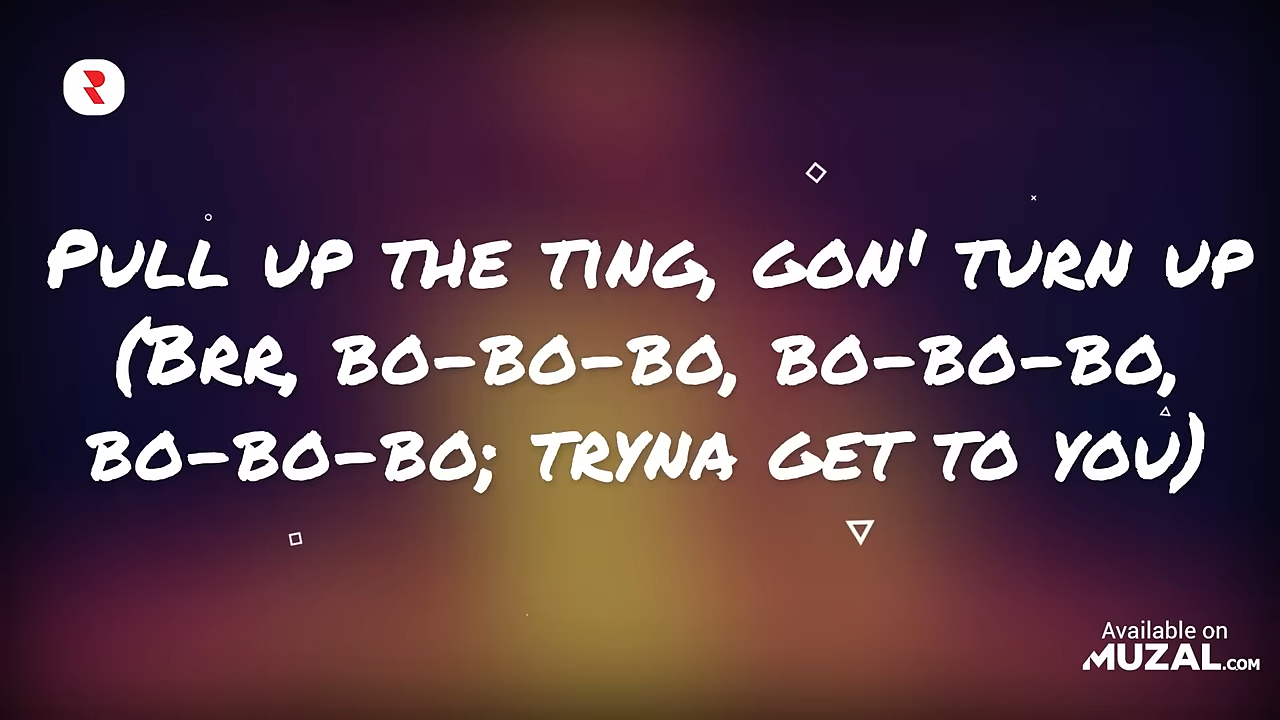 Pull up the ting, gon' turn up
(Brr, bo-bo-bo, bo-bo-bo,
bo-bo-bo; tryna get to you)
Available on
MUZAL.COM